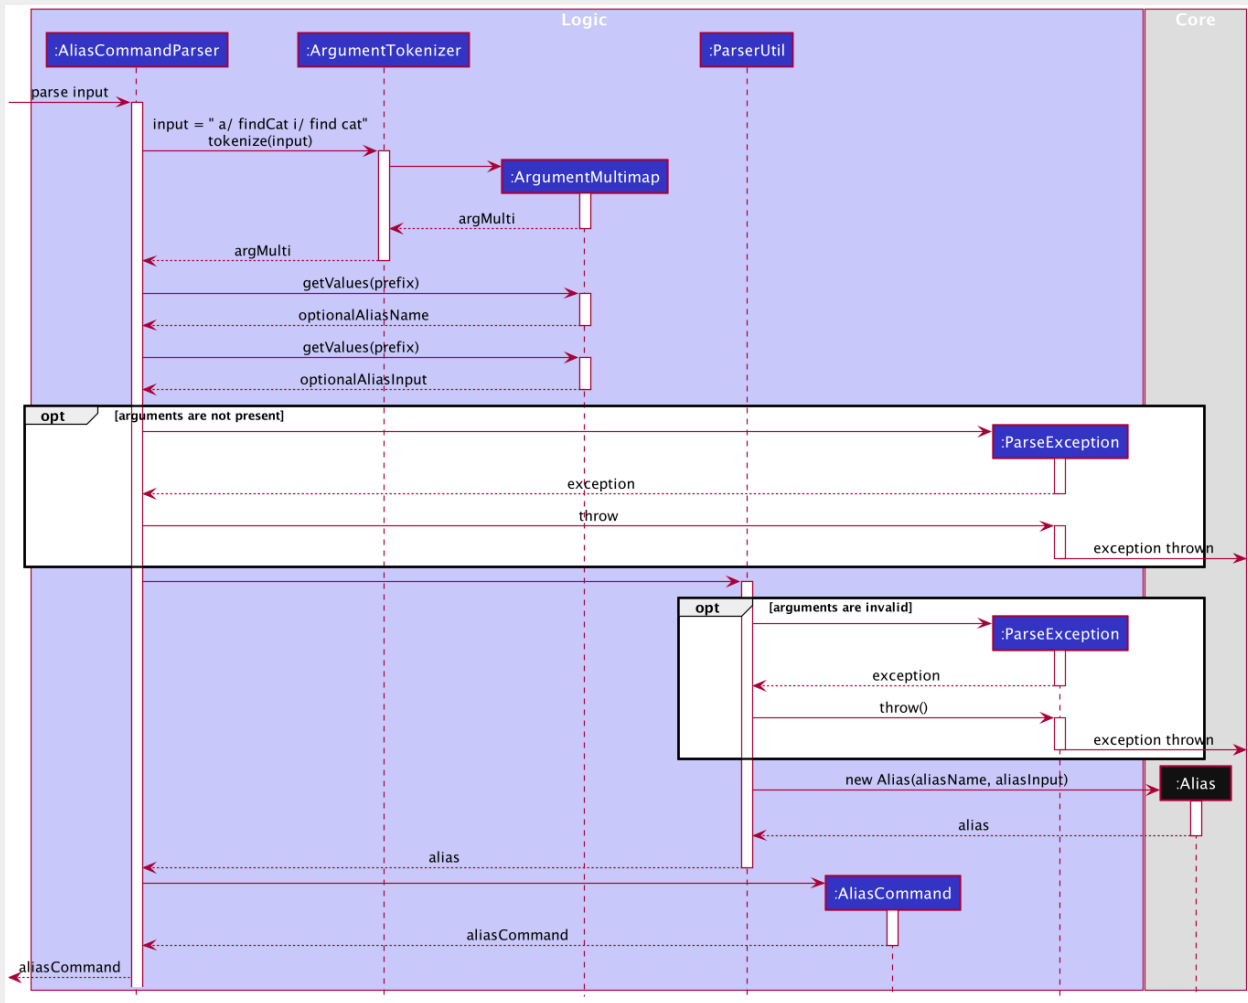 Logic
Core
:AliasCommandParser
:ArgumentTokenizer
:ParserUtil
parse input
input = " a/ findCat i/ find cat"
tokenize(input)
:ArgumentMultimap
argMulti
argMulti
getValues(prefix)
optionalAliasName
getValues(prefix)
optionalAliasInput
opt
[arguments are not present]
:ParseException
exception
throw
exception thrown
opt
[arguments are invalid]
:ParseException
exception
throw()
exception thrown
new Alias(aliasName, aliasInput)
:Alias
alias
alias
:AliasCommand
aliasCommand
aliasCommand